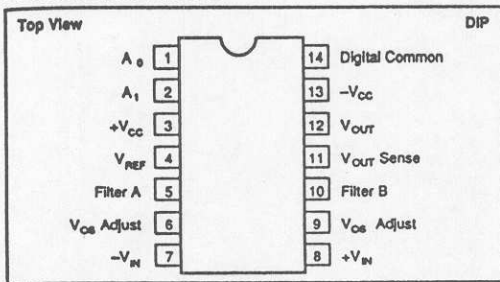 Top View DIP
A0 1 14 Digital Common
A1 2 13 –VCC
+VCC 3 12 VOUT
VREF 4 11 VOUT Sense
Filter A 5 10 Filter B
VOS Adjust 6 9 VOS Adjust
–VIN 7 8 +VIN